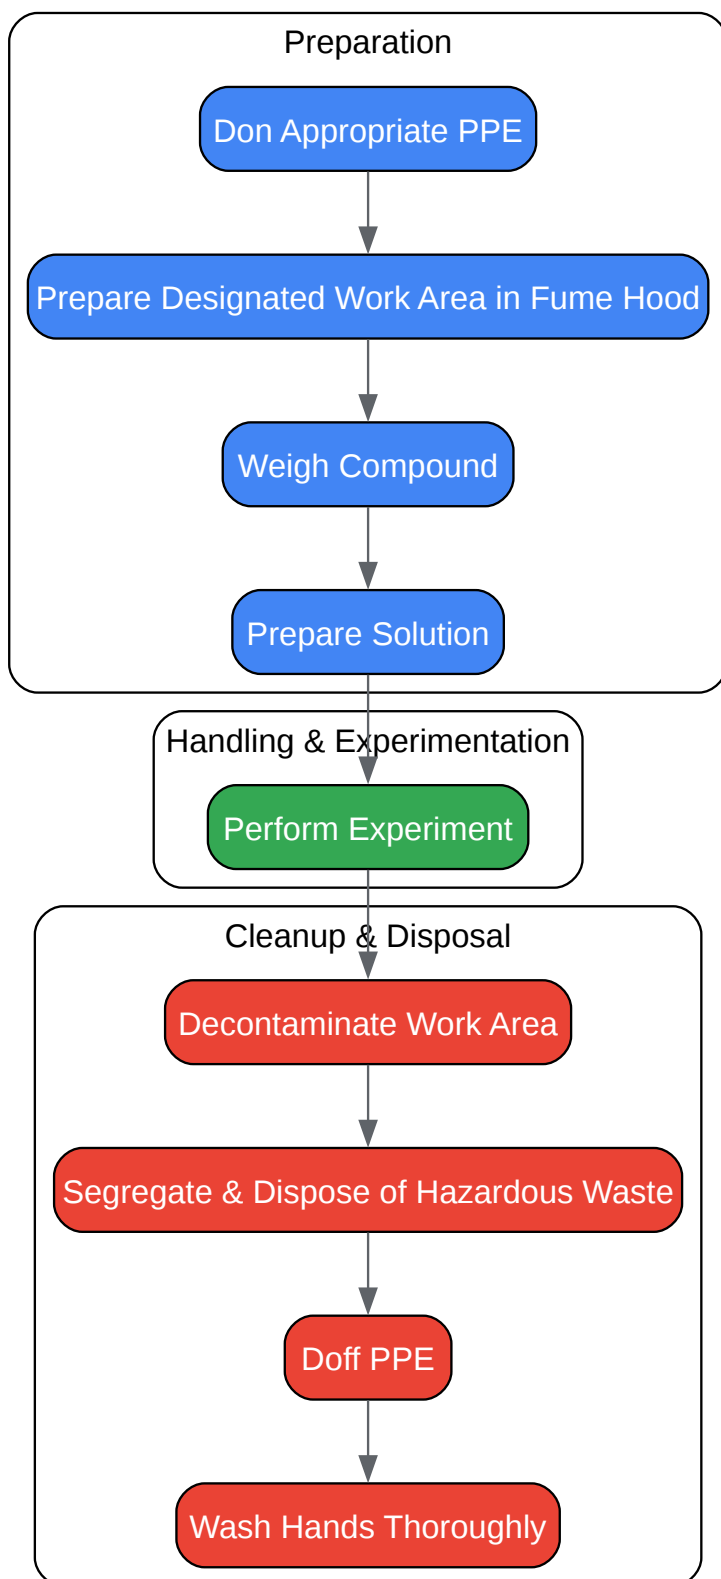 Preparation
Don Appropriate PPE
Prepare Designated Work Area in Fume Hood
Weigh Compound
Prepare Solution
Handling & Experimentation
Perform Experiment
Cleanup & Disposal
Decontaminate Work Area
Segregate & Dispose of Hazardous Waste
Doff PPE
Wash Hands Thoroughly